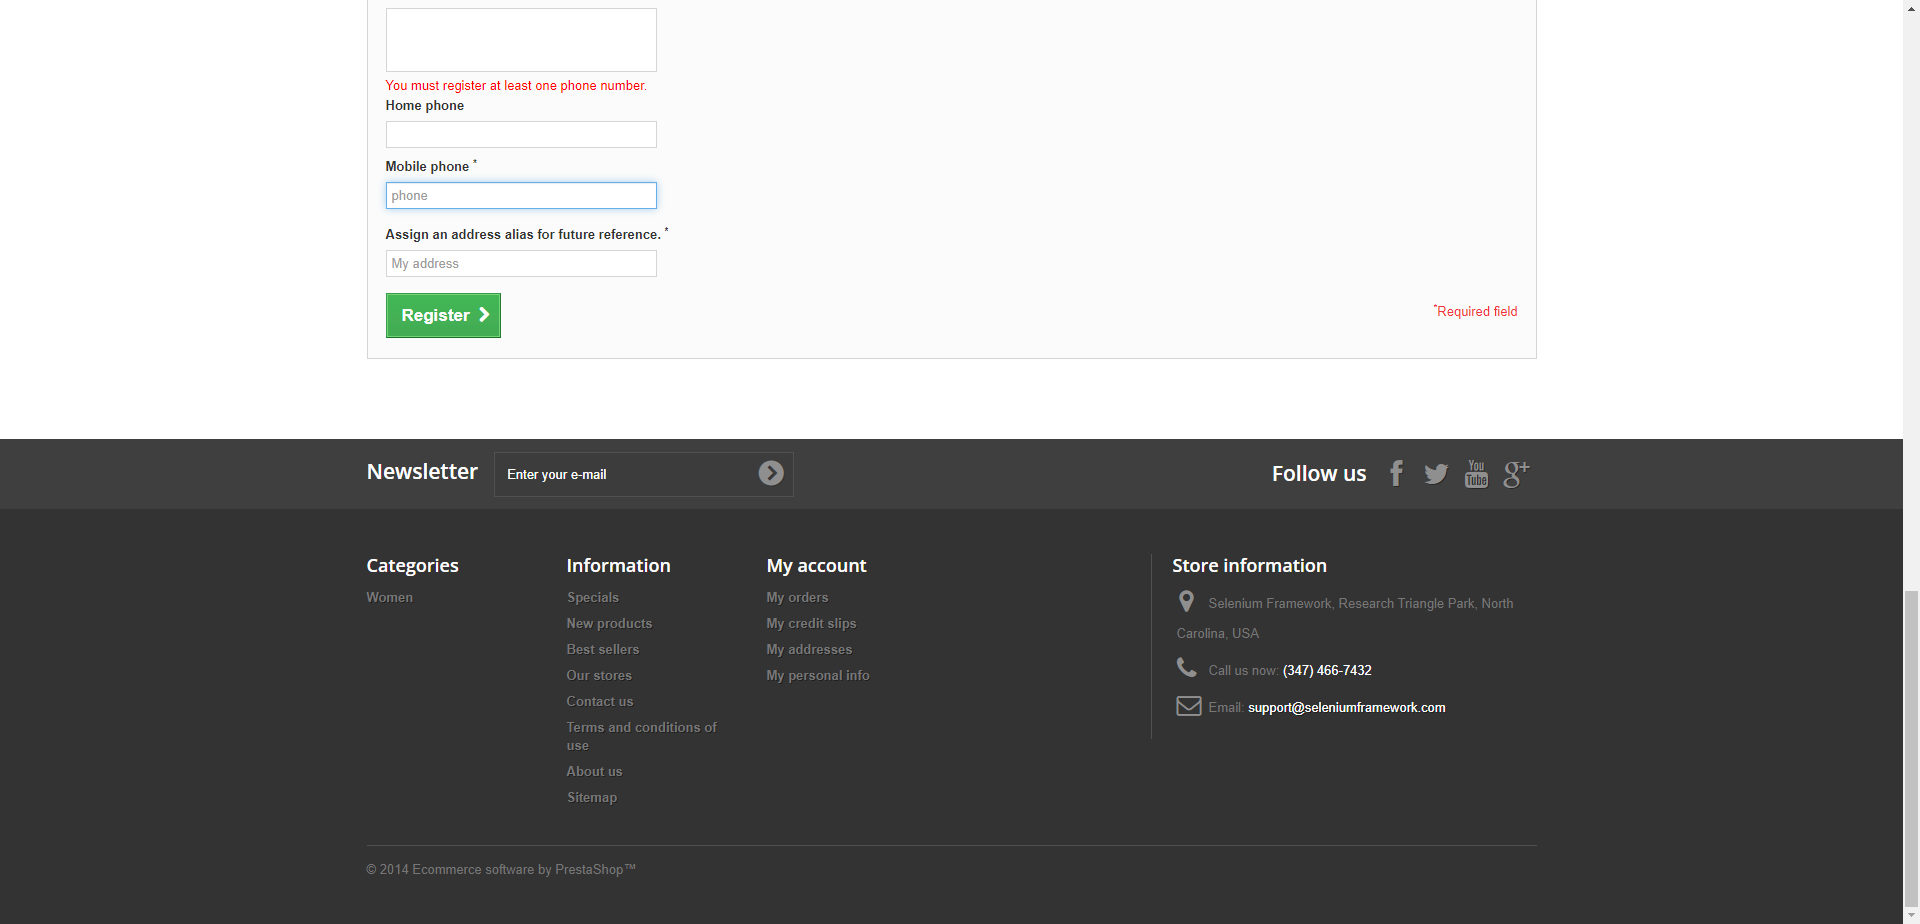 You must register at least one phone number.
Home phone
Mobile phone *
phone
Assign an address alias for future reference. *
My address
Register
*Required field
Newsletter
Enter your e-mail
Follow us
You
Tube
g+
Categories
Women
Information
Specials
New products
Best sellers
Our stores
Contact us
Terms and conditions of
use
About us
Sitemap
My account
My orders
My credit slips
My addresses
My personal info
Store information
Selenium Framework, Research Triangle Park, North
Carolina, USA
Call us now: (347) 466-7432
Email: support@seleniumframework.com
© 2014 Ecommerce software by PrestaShop™